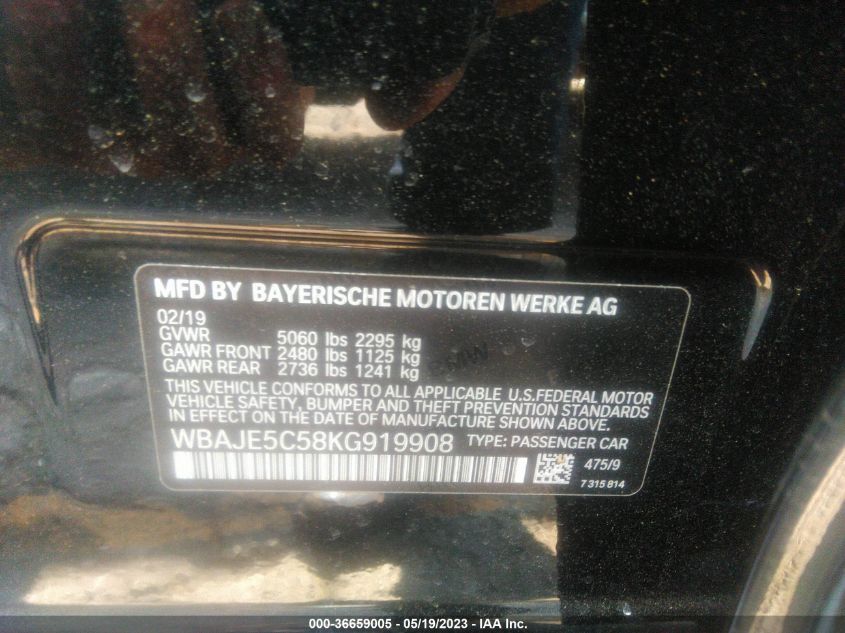 MFD BY BAYERISCHE MOTOREN WERKE AG
02/19
GVWR 5060 lbs 2295 kg
GAWR FRONT 2480 lbs 1125 kg
GAWR REAR 2736 lbs 1241 kg
BMW
THIS VEHICLE CONFORMS TO ALL APPLICABLE U.S.FEDERAL MOTOR
VEHICLE SAFETY, BUMPER AND THEFT PREVENTION STANDARDS
IN EFFECT ON THE DATE OF MANUFACTURE SHOWN ABOVE.
WBAJE5C58KG919908 TYPE: PASSENGER CAR
475/9
7315814
000-36659005 - 05/19/2023 - IAA Inc.